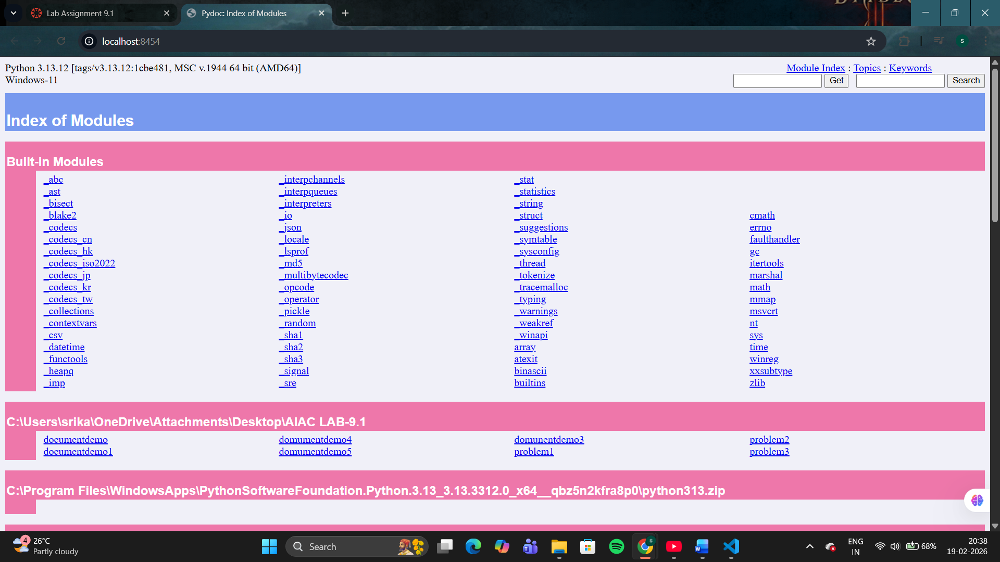 Lab Assignment 9.1
Pydoc: Index of Modules
localhost:8454
s
Python 3.13.12 [tags/v3.13.12:1cbe481, MSC v.1944 64 bit (AMD64)]
Windows-11
Module Index : Topics : Keywords
Get
Search
Index of Modules
Built-in Modules
_abc
_ast
_bisect
_blake2
_codecs
_codecs_cn
_codecs_hk
_codecs_iso2022
_codecs_jp
_codecs_kr
_codecs_tw
_collections
_contextvars
_csv
_datetime
_functools
_heapq
_imp
_interpchannels
_interpqueues
_interpreters
_io
_json
_locale
_lsprof
_md5
_multibytecodec
_opcode
_operator
_pickle
_random
_sha1
_sha2
_sha3
_signal
_sre
_stat
_statistics
_string
_struct
_suggestions
_symtable
_sysconfig
_thread
_tokenize
_tracemalloc
_typing
_warnings
_weakref
_winapi
array
atexit
binascii
builtins
cmath
errno
faulthandler
gc
itertools
marshal
math
mmap
msvcrt
nt
sys
time
winreg
xxsubtype
zlib
C:\Users\srika\OneDrive\Attachments\Desktop\AIAC LAB-9.1
documentdemo
documentdemo1
domumentdemo4
domumentdemo5
domunentdemo3
problem1
problem2
problem3
C:\Program Files\WindowsApps\PythonSoftwareFoundation.Python.3.13_3.13.3312.0_x64__qbz5n2kfra8p0\python313.zip
4
26°C
Partly cloudy
Search
ENG
IN
68%
20:38
19-02-2026